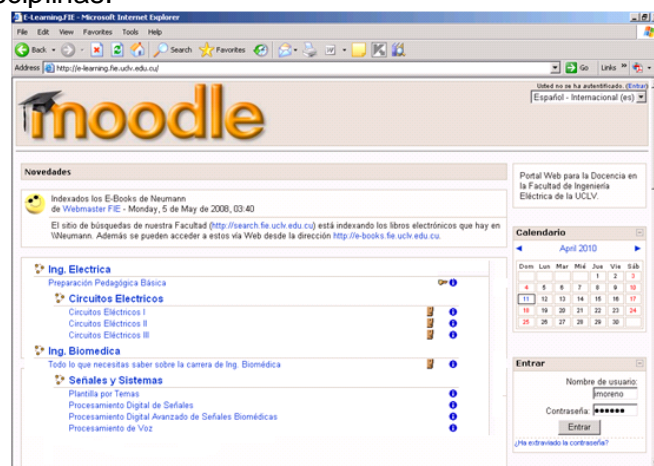 E-Learning.FIE - Microsoft Internet Explorer
File Edit View Favorites Tools Help
Back Search Favorites
Address http://e-learning.fie.uclv.edu.cu/ Go Links
Usted no se ha autentificado. (Entrar)
Español - Internacional (es)
moodle
Novedades
Indexados los E-Books de Neumann
de Webmaster FIE - Monday, 5 de May de 2008, 03:40
El sitio de búsquedas de nuestra Facultad (http://search.fie.uclv.edu.cu) está indexando los libros electrónicos que hay en
\\Neumann. Además se pueden acceder a estos vía Web desde la dirección http://e-books.fie.uclv.edu.cu.
Ing. Electrica
Preparación Pedagógica Básica
Circuitos Electricos
Circuitos Eléctricos I
Circuitos Eléctricos II
Circuitos Eléctricos III
Ing. Biomedica
Todo lo que necesitas saber sobre la carrera de Ing. Biomédica
Señales y Sistemas
Plantilla por Temas
Procesamiento Digital de Señales
Procesamiento Digital Avanzado de Señales Biomédicas
Procesamiento de Voz
Portal Web para la Docencia en
la Facultad de Ingeniería
Eléctrica de la UCLV.
Calendario
April 2010
Dom Lun Mar Mié Jue Vie Sáb
1 2 3
4 5 6 7 8 9 10
11 12 13 14 15 16 17
18 19 20 21 22 23 24
25 26 27 28 29 30
Entrar
Nombre de usuario:
jmoreno
Contraseña: ●●●●●●
Entrar
¿Ha extraviado la contraseña?